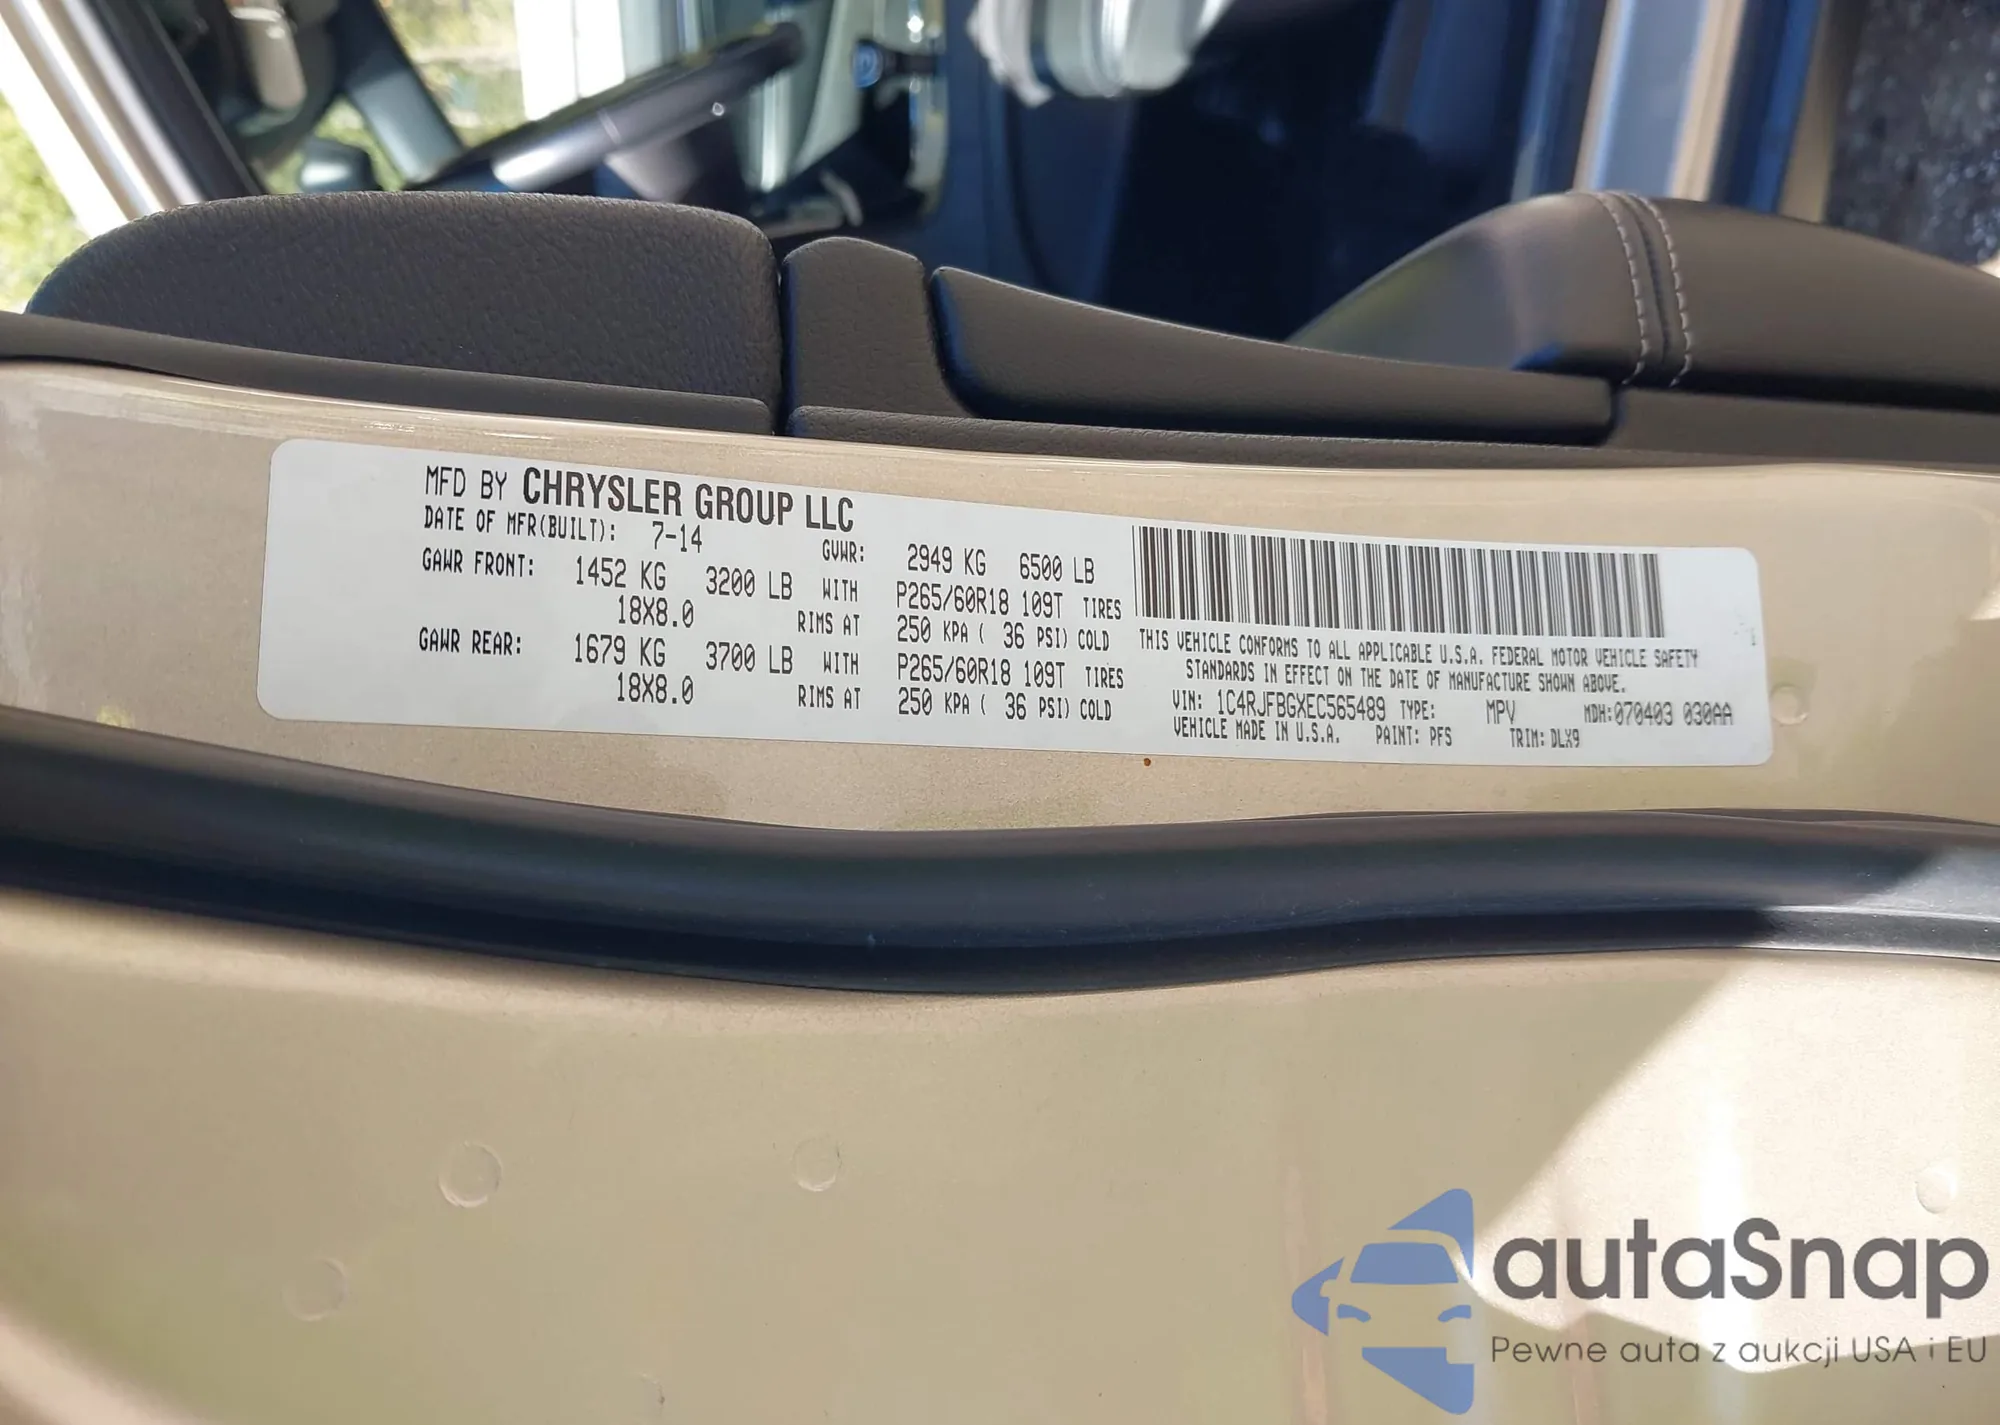 MFD BY CHRYSLER GROUP LLC
DATE OF MFR(BUILT): 7-14 GVWR: 2949 KG 6500 LB
GAWR FRONT: 1452 KG 3200 LB WITH P265/60R18 109T TIRES
18X8.0 RIMS AT 250 KPA ( 36 PSI) COLD
GAWR REAR: 1679 KG 3700 LB WITH P265/60R18 109T TIRES
18X8.0 RIMS AT 250 KPA ( 36 PSI) COLD
THIS VEHICLE CONFORMS TO ALL APPLICABLE U.S.A. FEDERAL MOTOR VEHICLE SAFETY
STANDARDS IN EFFECT ON THE DATE OF MANUFACTURE SHOWN ABOVE.
VIN: 1C4RJFBGXEC565489 TYPE: MPV MDH:070403 030AA
VEHICLE MADE IN U.S.A. PAINT: PFS TRIM: DLX9
autaSnap
Pewne auta z aukcji USA i EU